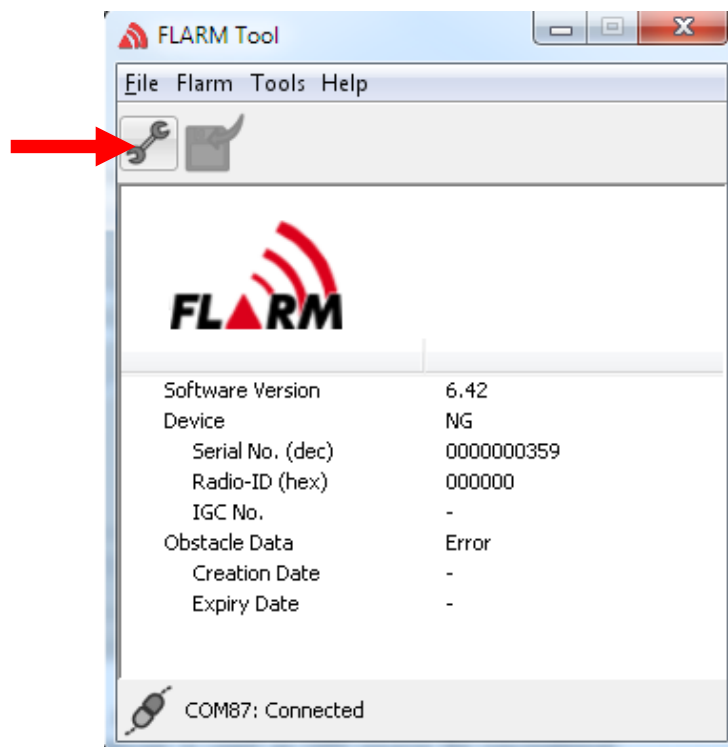 FLARM Tool
File Flarm Tools Help
FLARM
Software Version 6.42
Device NG
Serial No. (dec) 0000000359
Radio-ID (hex) 000000
IGC No. -
Obstacle Data Error
Creation Date -
Expiry Date -
COM87: Connected